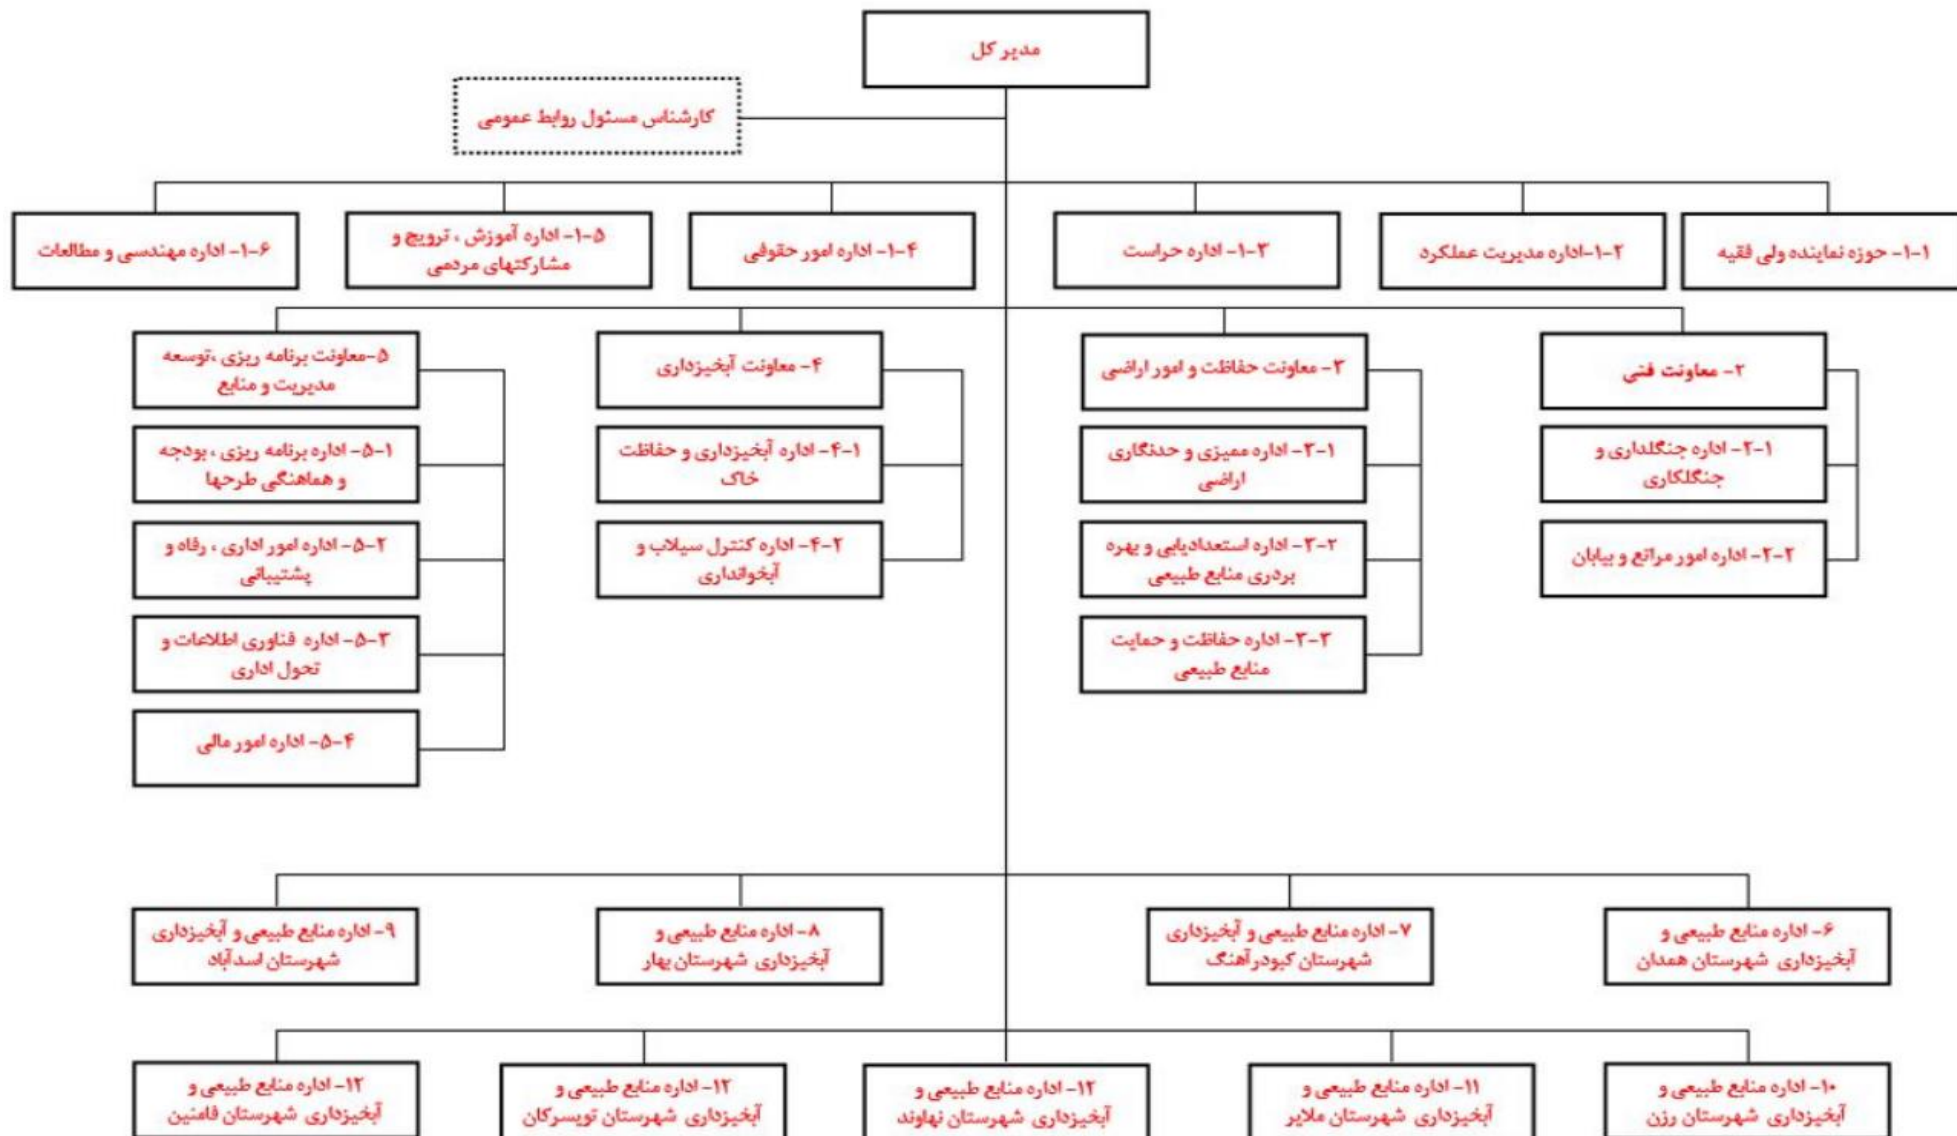 مدیر کل
کارشناس مسئول روابط عمومی
۱-۱- حوزه نماینده ولی فقیه
۱-۲-اداره مدیریت عملکرد
۱-۳- اداره حراست
۱-۴- اداره امور حقوقی
۱-۵- اداره آموزش ، ترویج و
مشارکتهای مردمی
۱-۶- اداره مهندسی و مطالعات
۲- معاونت فنی
۲-۱- اداره جنگلداری و
جنگلکاری
۲-۲- اداره امور مراتع و بیابان
۳- معاونت حفاظت و امور اراضی
۳-۱- اداره ممیزی و حدنگاری
اراضی
۳-۲- اداره استعدادیابی و بهره
بردری منابع طبیعی
۳-۳- اداره حفاظت و حمایت
منابع طبیعی
۴- معاونت آبخیزداری
۴-۱- اداره آبخیزداری و حفاظت
خاک
۴-۲- اداره کنترل سیلاب و
آبخوانداری
۵-معاونت برنامه ریزی ،توسعه
مدیریت و منابع
۵-۱- اداره برنامه ریزی ، بودجه
و هماهنگی طرحها
۵-۲- اداره امور اداری ، رفاه و
پشتیبانی
۵-۳- اداره فناوری اطلاعات و
تحول اداری
۵-۴- اداره امور مالی
۶- اداره منابع طبیعی و
آبخیزداری شهرستان همدان
۷- اداره منابع طبیعی و آبخیزداری
شهرستان کبودرآهنگ
۸- اداره منابع طبیعی و
آبخیزداری شهرستان بهار
۹- اداره منابع طبیعی و آبخیزداری
شهرستان اسدآباد
۱۰- اداره منابع طبیعی و
آبخیزداری شهرستان رزن
۱۱- اداره منابع طبیعی و
آبخیزداری شهرستان ملایر
۱۲- اداره منابع طبیعی و
آبخیزداری شهرستان نهاوند
۱۲- اداره منابع طبیعی و
آبخیزداری شهرستان تویسرکان
۱۲- اداره منابع طبیعی و
آبخیزداری شهرستان فامنین